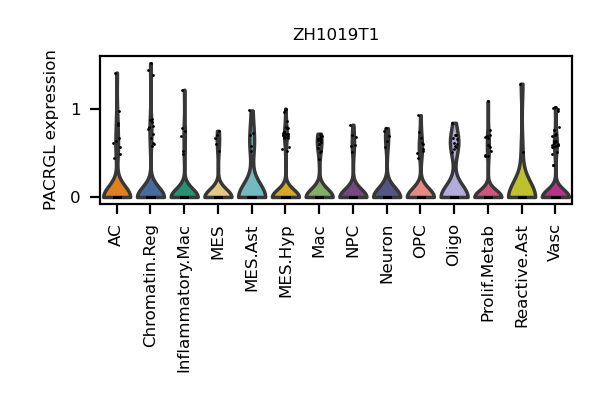 ZH1019T1
PACRGL expression
1
0
AC
Chromatin.Reg
Inflammatory.Mac
MES
MES.Ast
MES.Hyp
Mac
NPC
Neuron
OPC
Oligo
Prolif.Metab
Reactive.Ast
Vasc